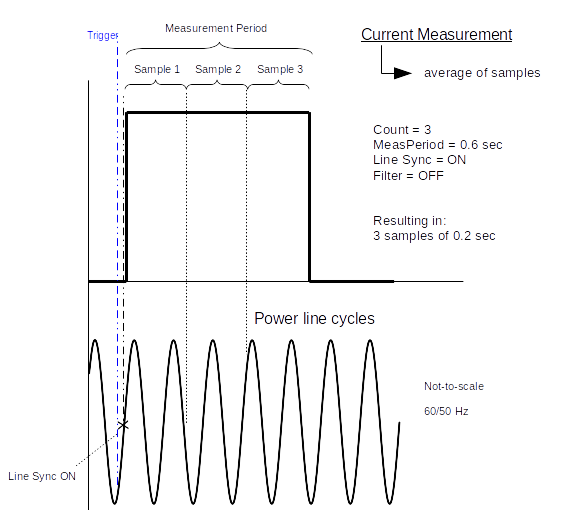 Measurement Period
Trigger
Current Measurement
Sample 1
Sample 2
Sample 3
average of samples
Count = 3
MeasPeriod = 0.6 sec
Line Sync = ON
Filter = OFF
Resulting in:
3 samples of 0.2 sec
Power line cycles
Not-to-scale
60/50 Hz
Line Sync ON